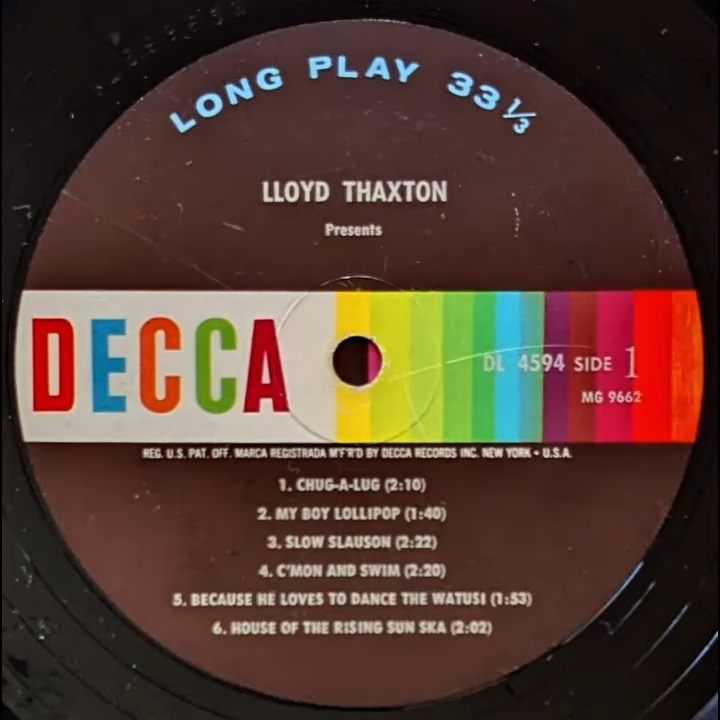 LONG PLAY 33⅓
LLOYD THAXTON
Presents
DECCA
DL 4594 SIDE 1
MG 9662
REG. U.S. PAT. OFF. MARCA REGISTRADA M'F'R'D BY DECCA RECORDS INC. NEW YORK • U.S.A.
1. CHUG-A-LUG (2:10)
2. MY BOY LOLLIPOP (1:40)
3. SLOW SLAUSON (2:22)
4. C'MON AND SWIM (2:20)
5. BECAUSE HE LOVES TO DANCE THE WATUSI (1:53)
6. HOUSE OF THE RISING SUN SKA (2:02)